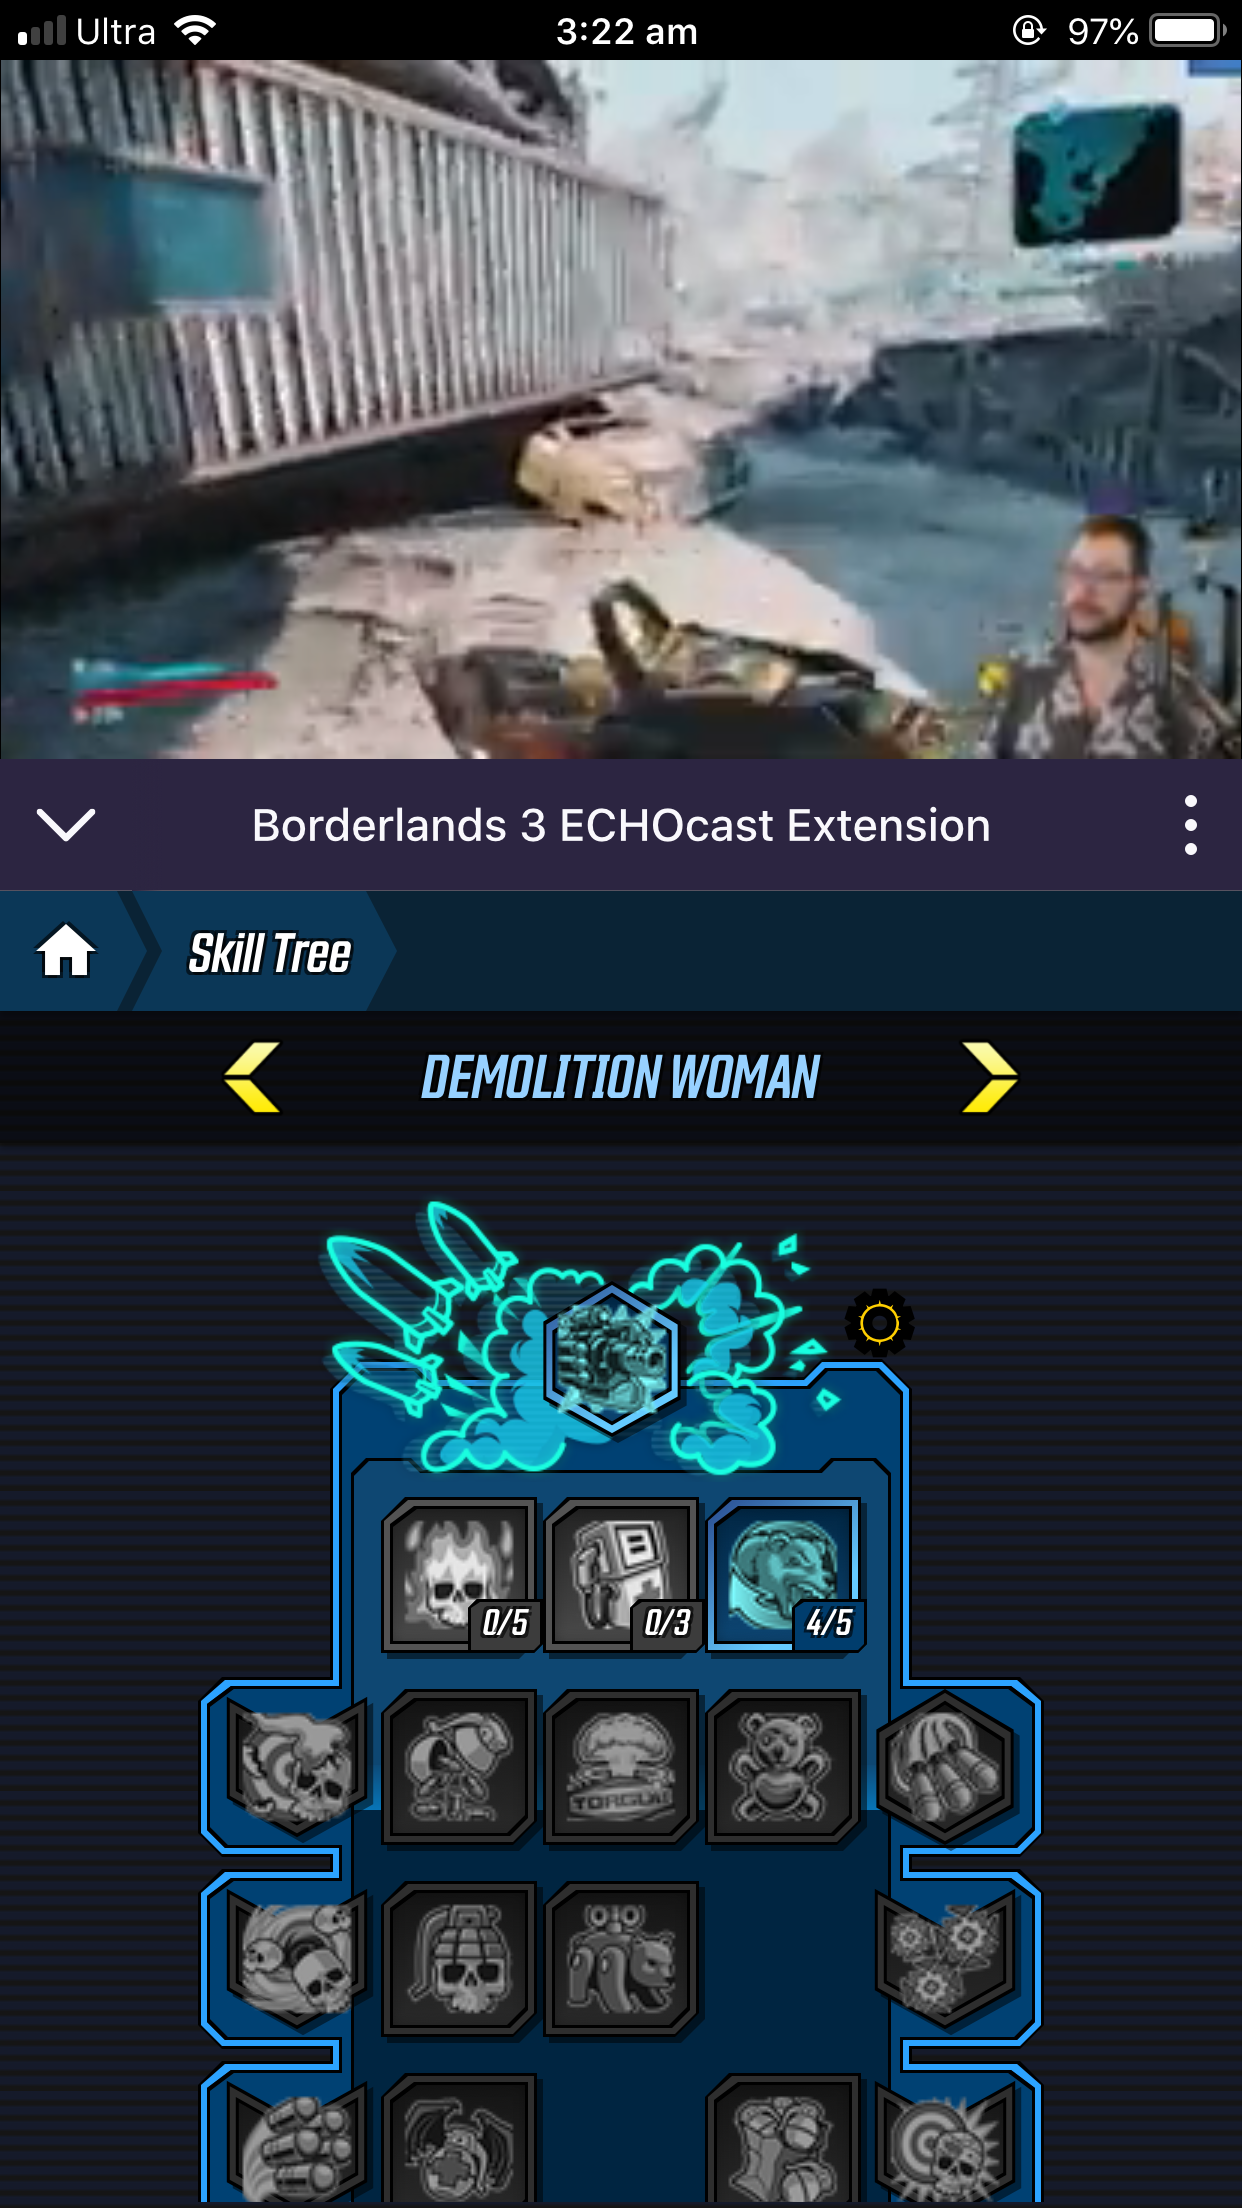 Ultra
3:22 am
97%
Borderlands 3 ECHOcast Extension
Skill Tree
DEMOLITION WOMAN
0/5
0/3
4/5
TORGUE